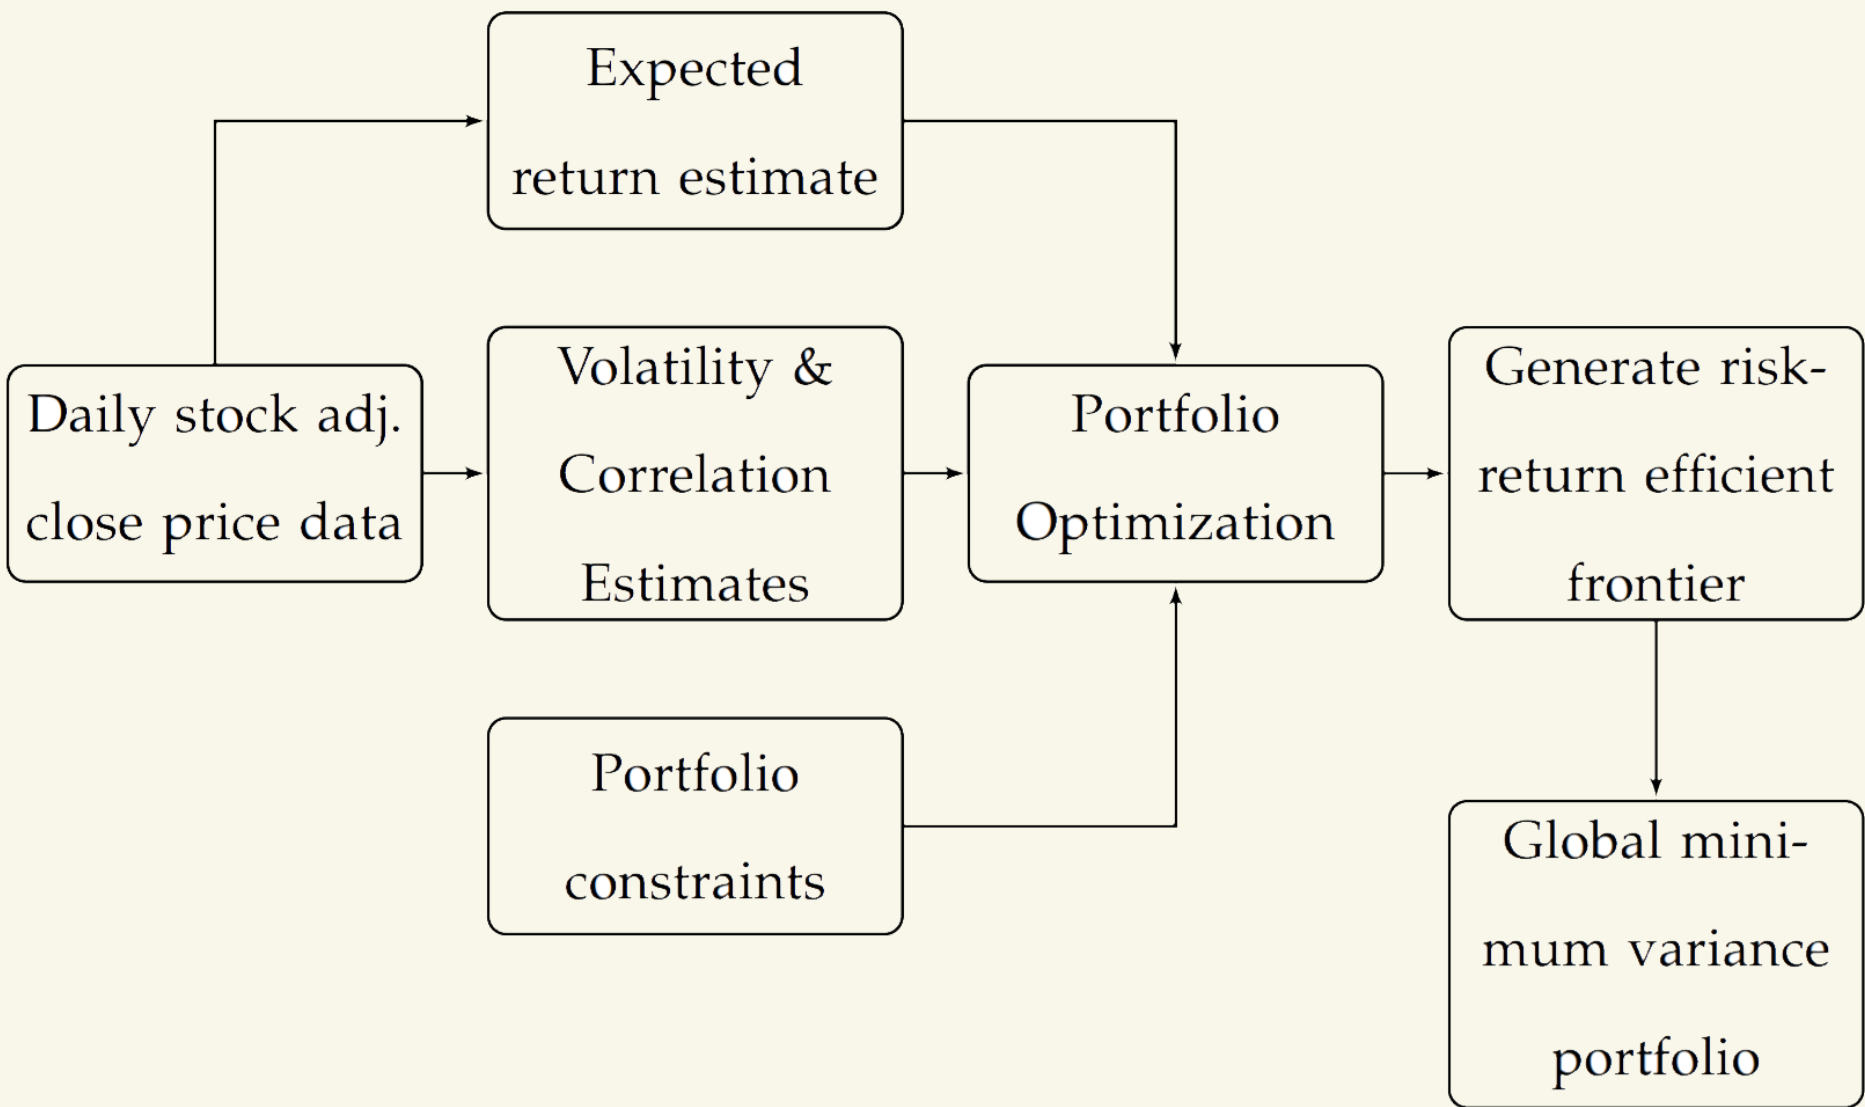 Expected
return estimate
Daily stock adj.
close price data
Volatility &
Correlation
Estimates
Portfolio
Optimization
Generate risk-
return efficient
frontier
Portfolio
constraints
Global mini-
mum variance
portfolio